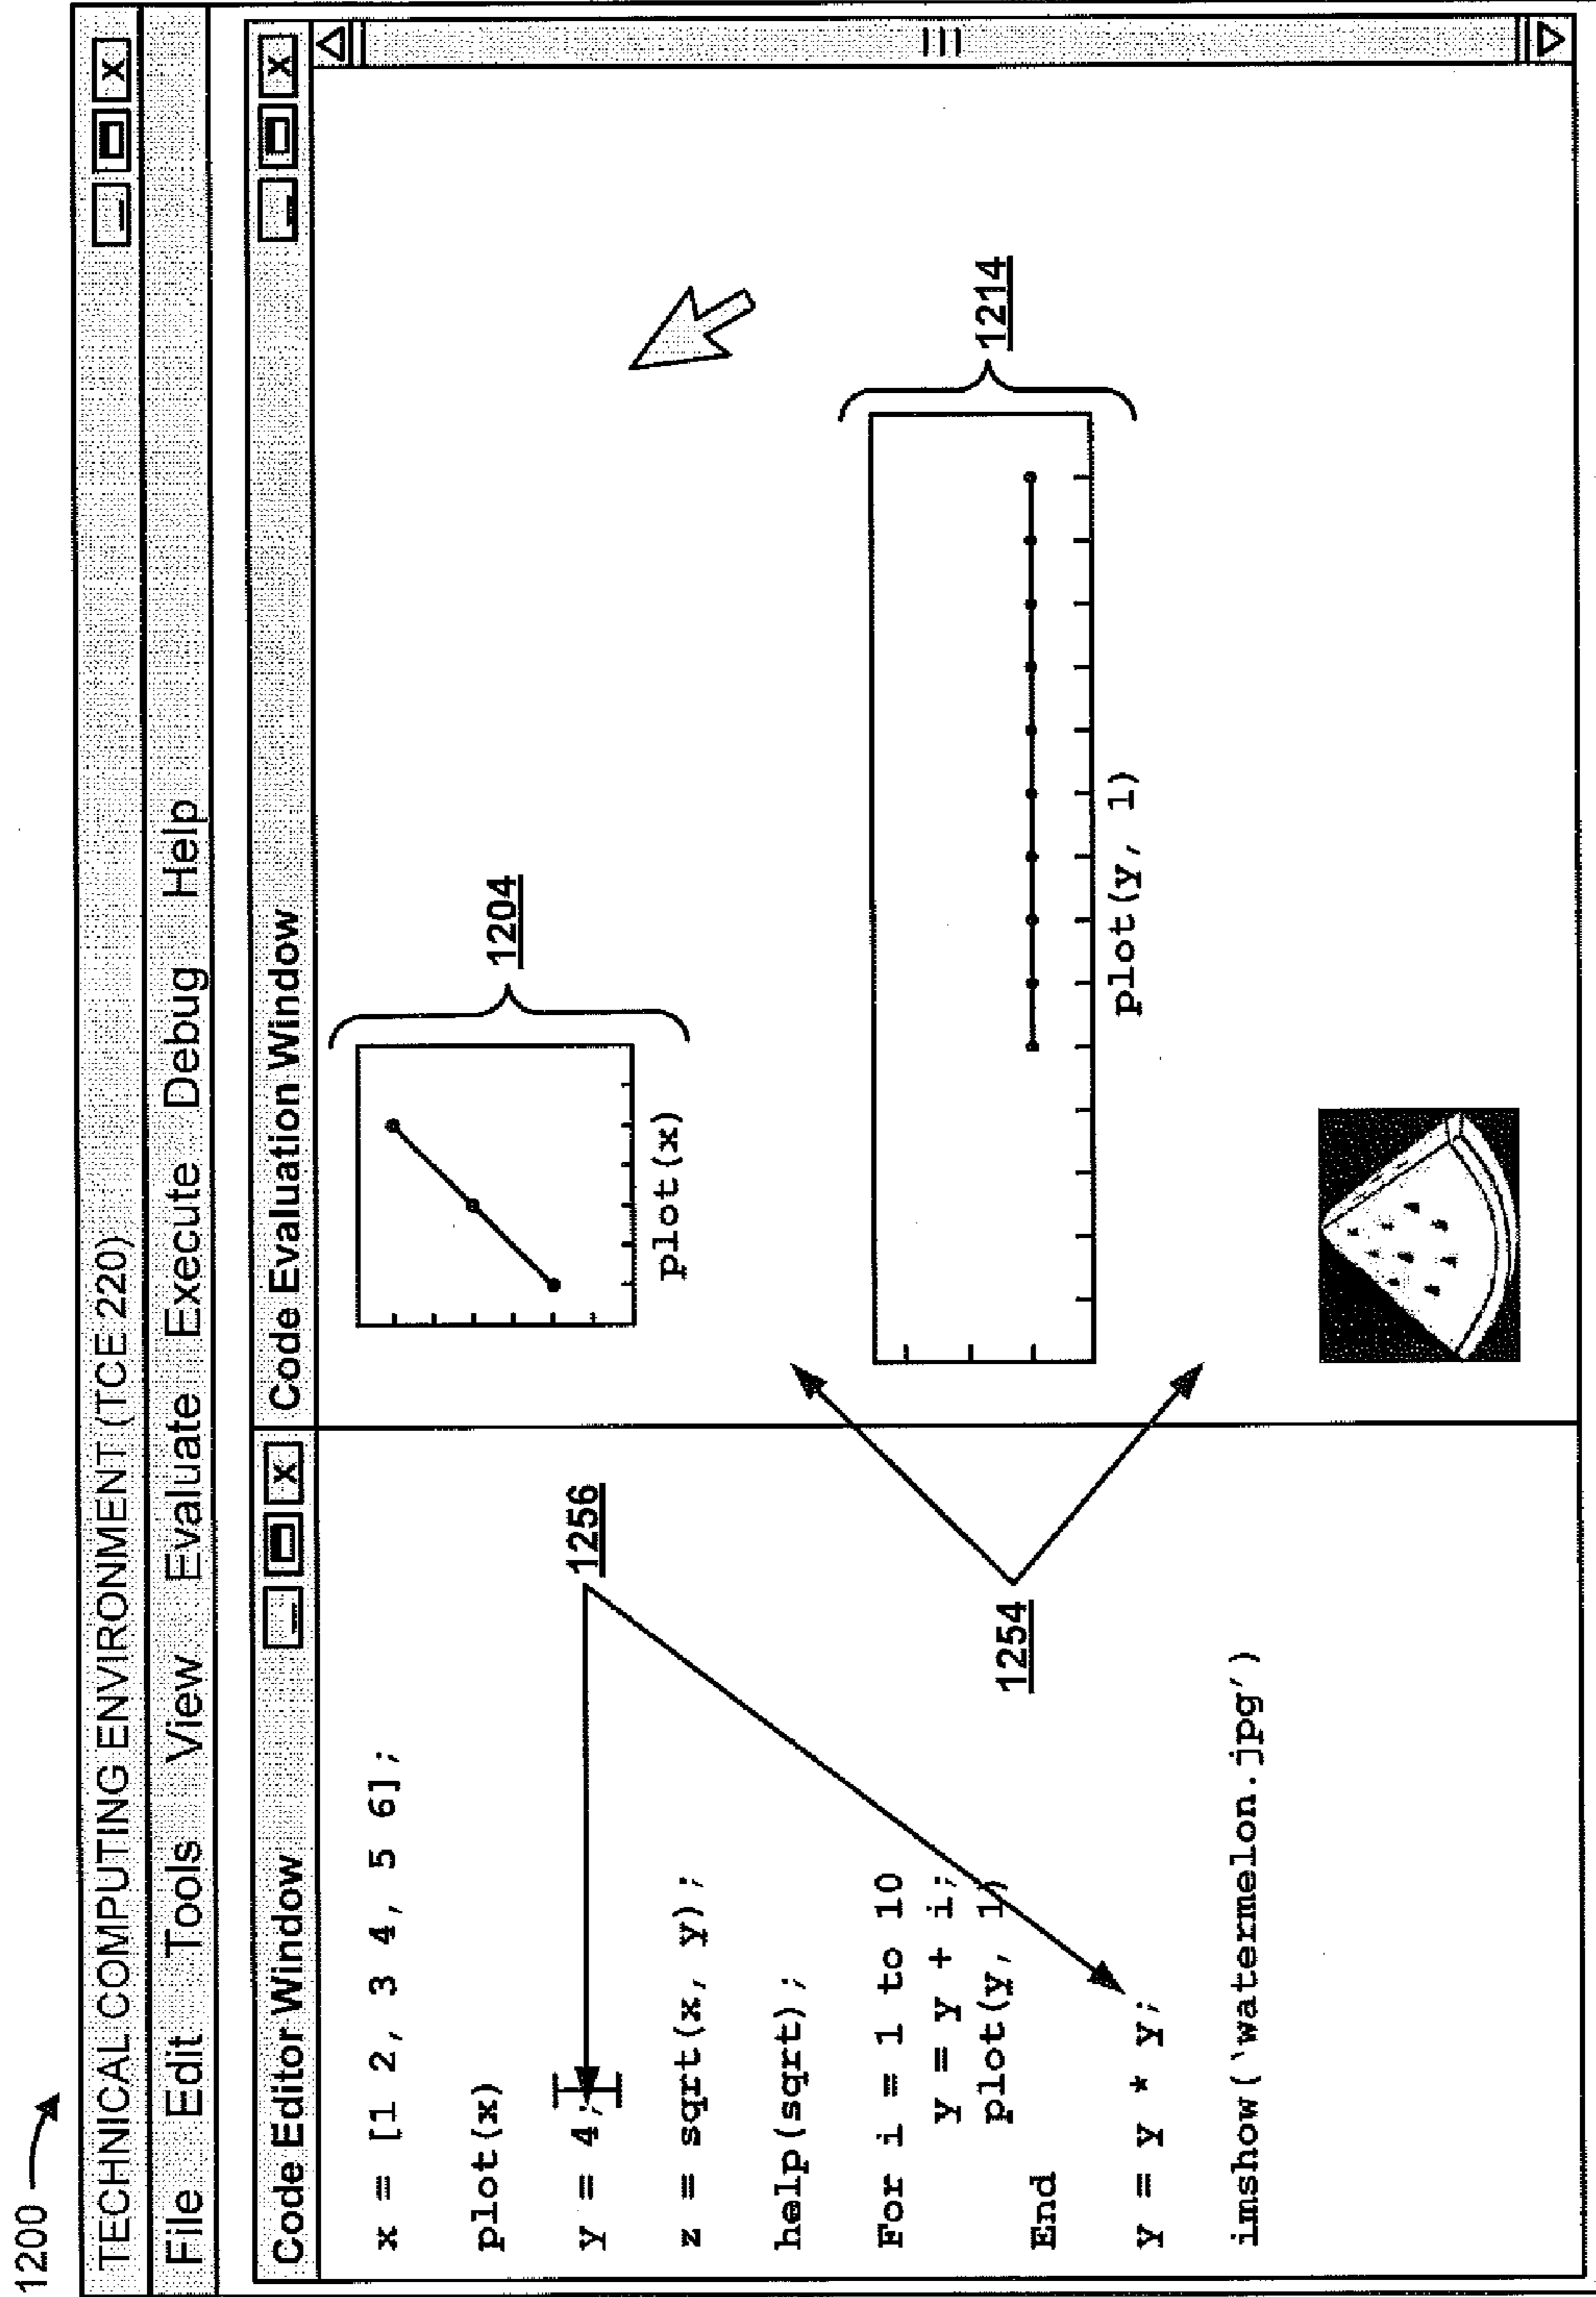 1200
TECHNICAL COMPUTING ENVIRONMENT (TCE 220)
File Edit Tools View Evaluate Execute Debug Help
Code Editor Window
x = [1 2, 3 4, 5 6];
plot(x)
y = 4;
1256
z = sqrt(x, y);
help(sqrt);
For i = 1 to 10
y = y + i;
plot(y, 1)
End
1254
y = y * y;
imshow(‵watermelon.jpg′)
Code Evaluation Window
1204
plot(x)
1214
plot(y, 1)